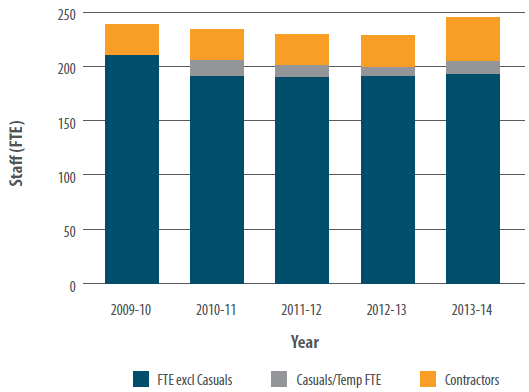 250
200
150
100
50
0
Staff (FTE)
2009-10 2010-11 2011-12 2012-13 2013-14
Year
FTE excl Casuals Casuals/Temp FTE Contractors